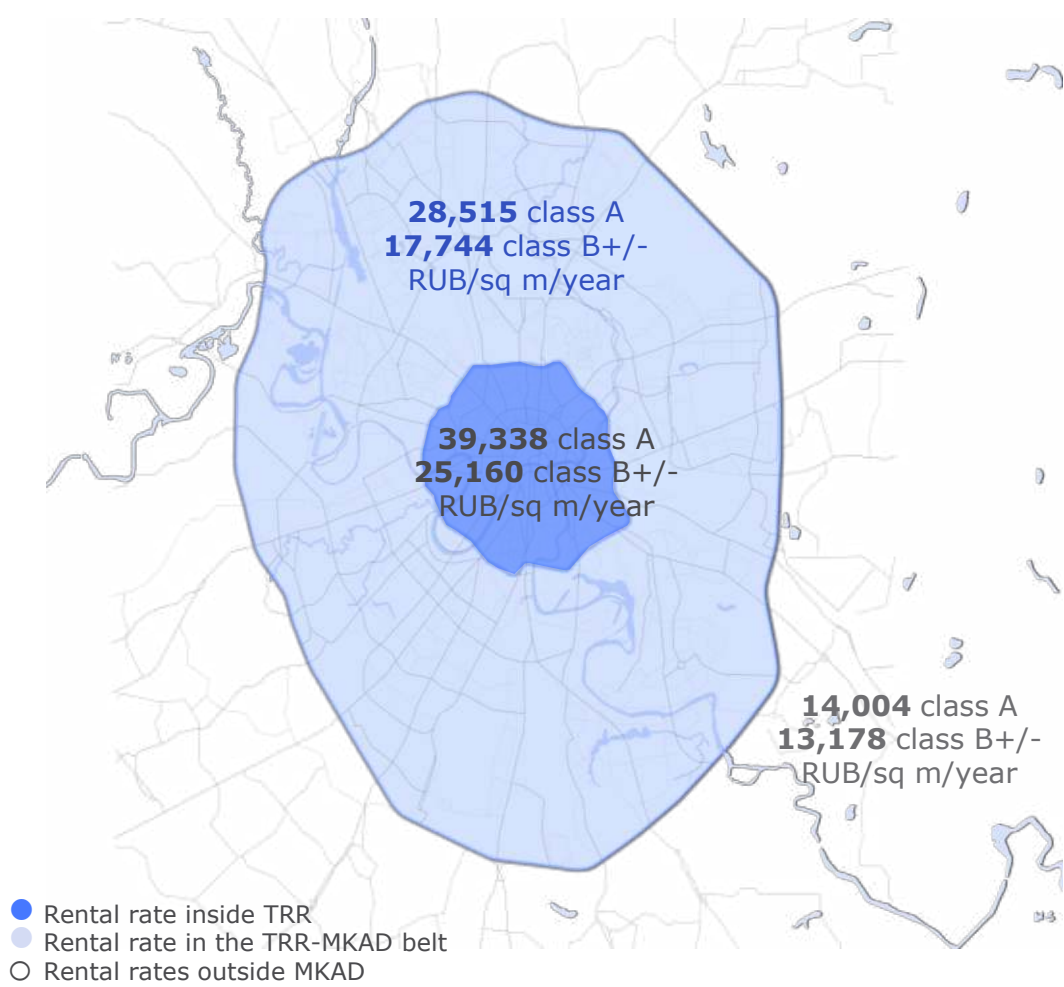 28,515 class A
17,744 class B+/-
RUB/sq m/year
39,338 class A
25,160 class B+/-
RUB/sq m/year
14,004 class A
13,178 class B+/-
RUB/sq m/year
Rental rate inside TRR
Rental rate in the TRR-MKAD belt
Rental rates outside MKAD